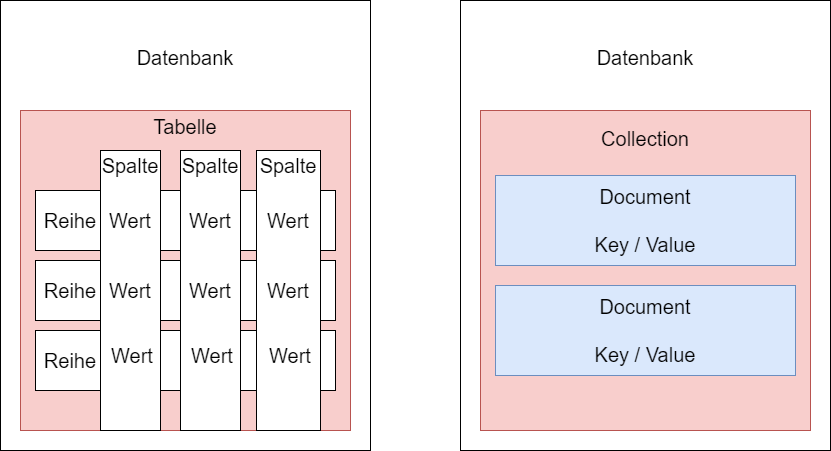 Datenbank
Tabelle
Spalte Spalte Spalte
Reihe Wert Wert Wert
Reihe Wert Wert Wert
Reihe Wert Wert Wert
Datenbank
Collection
Document
Key / Value
Document
Key / Value